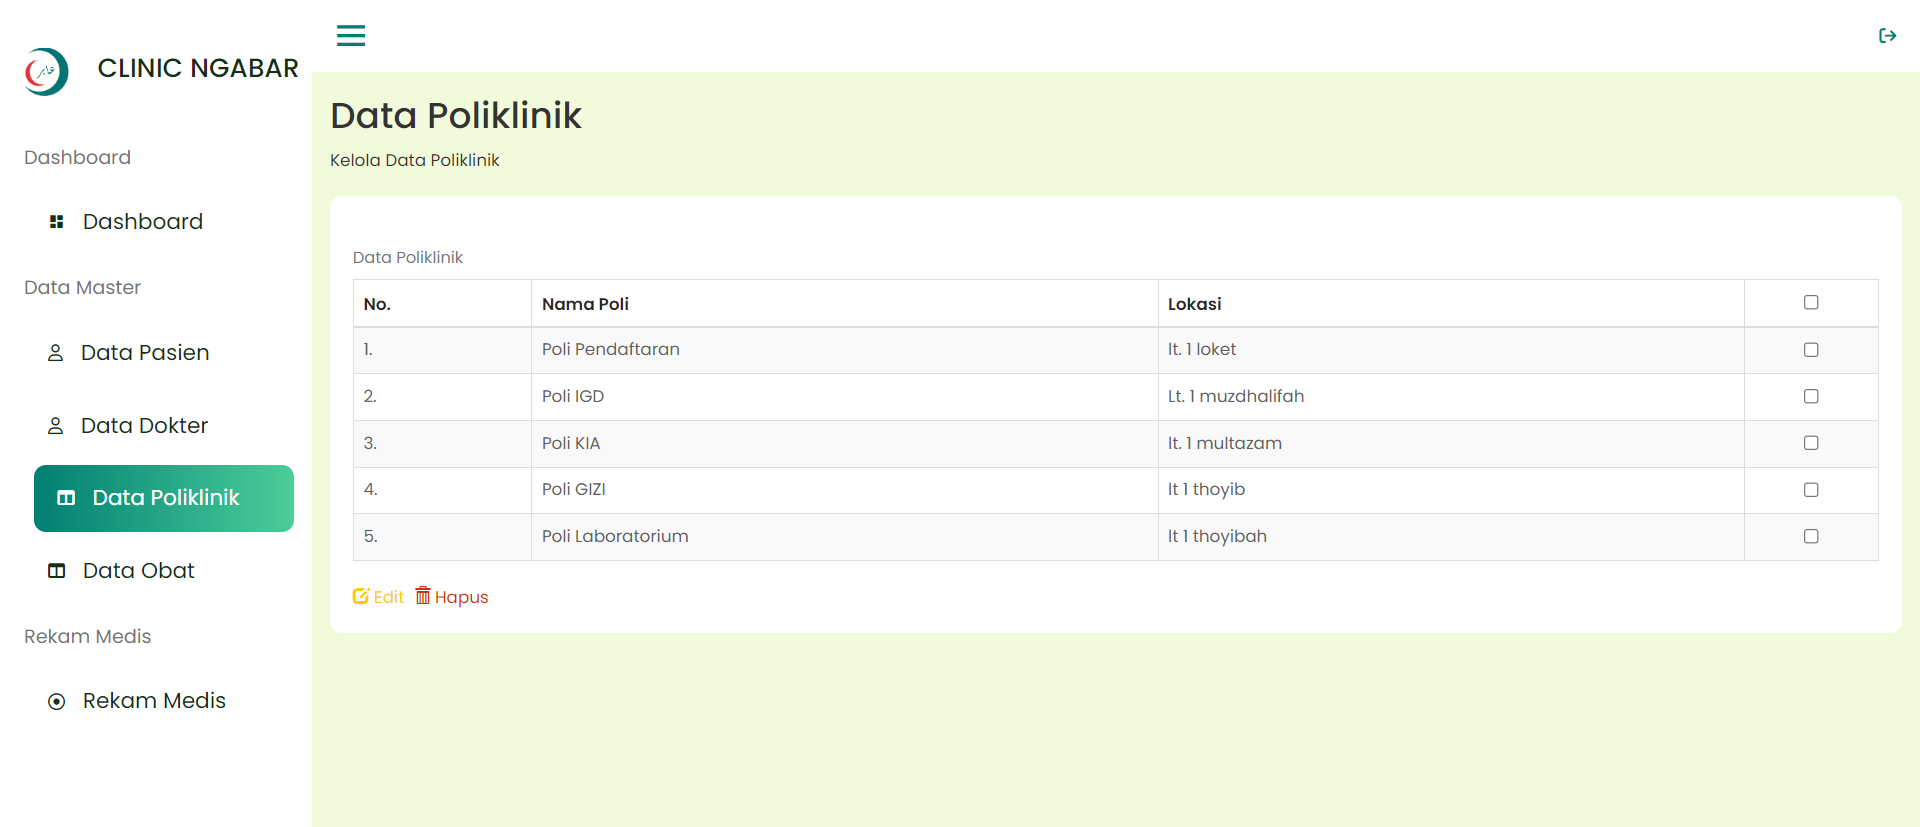 عابر
CLINIC NGABAR
Dashboard
Dashboard
Data Master
Data Pasien
Data Dokter
Data Poliklinik
Data Obat
Rekam Medis
Rekam Medis
Data Poliklinik
Kelola Data Poliklinik
Data Poliklinik
No. Nama Poli Lokasi
1. Poli Pendaftaran lt. 1 loket
2. Poli IGD Lt. 1 muzdhalifah
3. Poli KIA lt. 1 multazam
4. Poli GIZI lt 1 thoyib
5. Poli Laboratorium lt 1 thoyibah
Edit Hapus